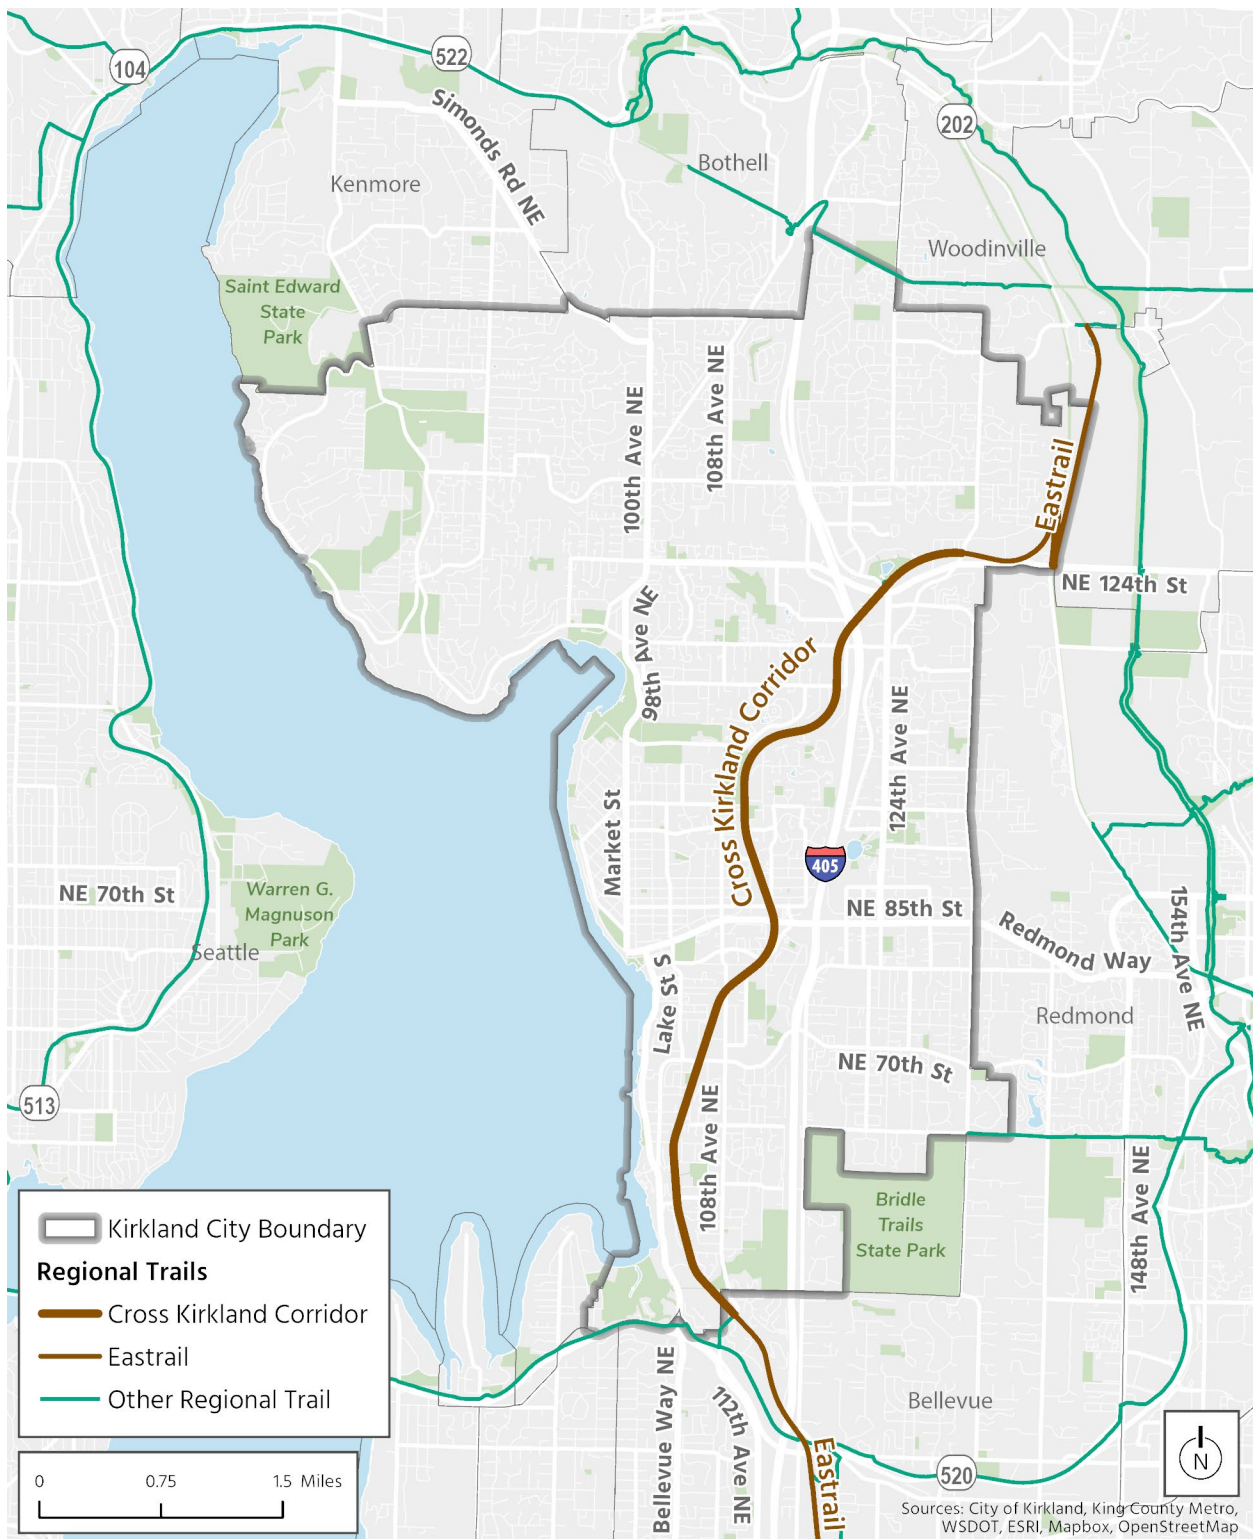 104
522
Simonds Rd NE
202
Bothell
Kenmore
Woodinville
Saint Edward
State
Park
100th Ave NE
108th Ave NE
Eastrail
NE 124th St
98th Ave NE
Cross Kirkland Corridor
124th Ave NE
Market St
405
NE 70th St
Warren G.
Magnuson
Park
Seattle
NE 85th St
154th Ave NE
Redmond Way
Lake St S
Redmond
NE 70th St
513
108th Ave NE
Bridle
Trails
State Park
148th Ave NE
Kirkland City Boundary
Regional Trails
Cross Kirkland Corridor
Eastrail
Other Regional Trail
Bellevue Way NE
112th Ave NE
Bellevue
Eastrail
520
N
0 0.75 1.5 Miles
Sources: City of Kirkland, King County Metro,
WSDOT, ESRI, Mapbox, OpenStreetMap